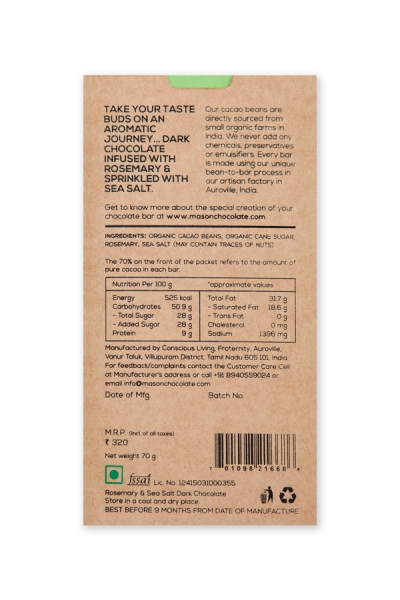 TAKE YOUR TASTE
BUDS ON AN
AROMATIC
JOURNEY... DARK
CHOCOLATE
INFUSED WITH
ROSEMARY &
SPRINKLED WITH
SEA SALT.
Our cacao beans are
directly sourced from
small organic farms in
India. We never add any
chemicals, preservatives
or emulsifiers. Every bar
is made using our unique
bean-to-bar process in
our artisan factory in
Auroville, India.
Get to know more about the special creation of your
chocolate bar at www.masonchocolate.com
INGREDIENTS: ORGANIC CACAO BEANS, ORGANIC CANE SUGAR,
ROSEMARY, SEA SALT (MAY CONTAIN TRACES OF NUTS)
The 70% on the front of the packet refers to the amount of
pure cacao in each bar.
Nutrition Per 100 g *approximate values
Energy 525 kcal
Carbohydrates 50.9 g
- Total Sugar 28 g
- Added Sugar 28 g
Protein 9 g
Total Fat 31.7 g
- Saturated Fat 18.6 g
- Trans Fat 0 g
Cholesterol 0 mg
Sodium 1396 mg
Manufactured by Conscious Living, Fraternity, Auroville,
Vanur Taluk, Villupuram District, Tamil Nadu 605 101, India
For feedback/complaints contact the Customer Care Cell
at Manufacturer's address or call +91 8940559024 or
email info@masonchocolate.com
Date of Mfg. Batch No.
M.R.P. (Incl. of all taxes)
₹ 320
Net weight 70 g
7 01098 21668 9
fssai Lic. No. 12415031000355
Rosemary & Sea Salt Dark Chocolate
Store in a cool and dry place.
BEST BEFORE 9 MONTHS FROM DATE OF MANUFACTURE